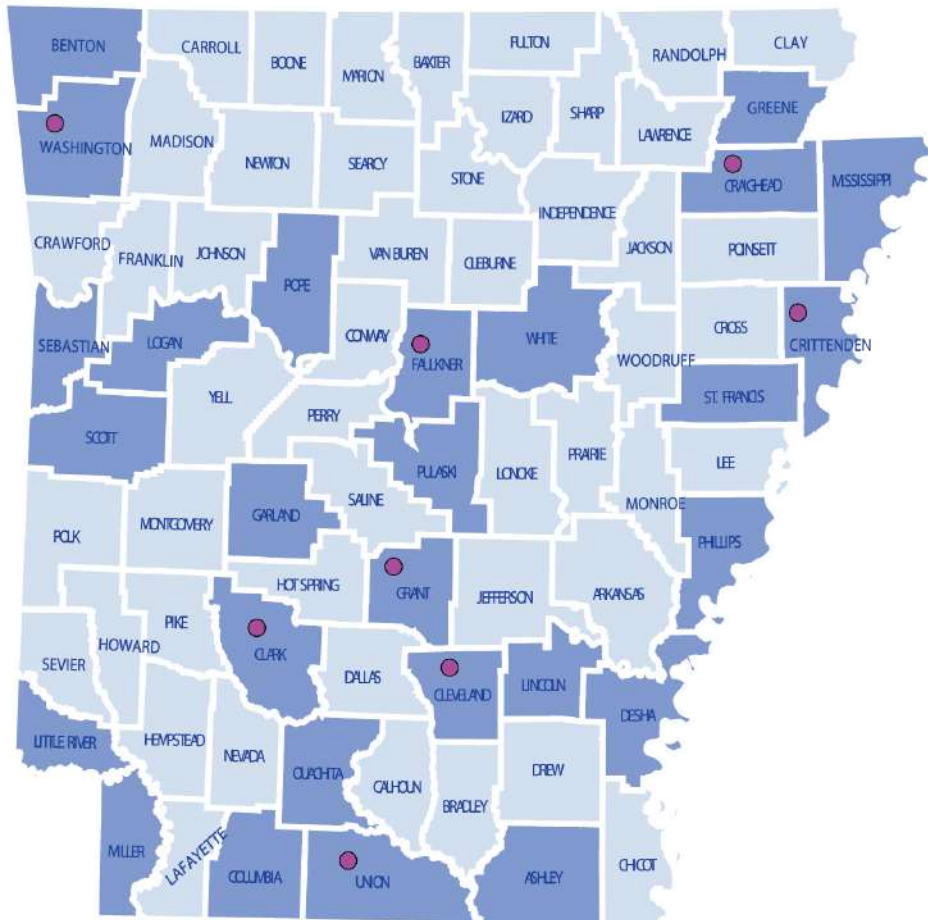 BENTON
CARROLL
BOONE
MARION
BAXTER
FULTON
RANDOLPH
CLAY
GREENE
IZARD
SHARP
LAWRENCE
WASHINGTON
MADISON
NEWTON
SEARCY
STONE
CRAIGHEAD
MISSISSIPPI
INDEPENDENCE
CRAWFORD
FRANKLIN
JOHNSON
POPE
VAN BUREN
CLEBURNE
JACKSON
POINSETT
SEBASTIAN
LOGAN
CONWAY
FAULKNER
WHITE
WOODRUFF
CROSS
CRITTENDEN
YELL
PERRY
ST. FRANCIS
SCOTT
PULASKI
LONOKE
PRAIRIE
LEE
GARLAND
SALINE
MONROE
POLK
MONTGOMERY
PHILLIPS
HOT SPRING
GRANT
JEFFERSON
ARKANSAS
PIKE
HOWARD
SEVIER
CLARK
DALLAS
CLEVELAND
LINCOLN
DESHA
LITTLE RIVER
HEMPSTEAD
NEVADA
OUACHITA
CALHOUN
BRADLEY
DREW
MILLER
LAFAYETTE
COLUMBIA
UNION
ASHLEY
CHICOT